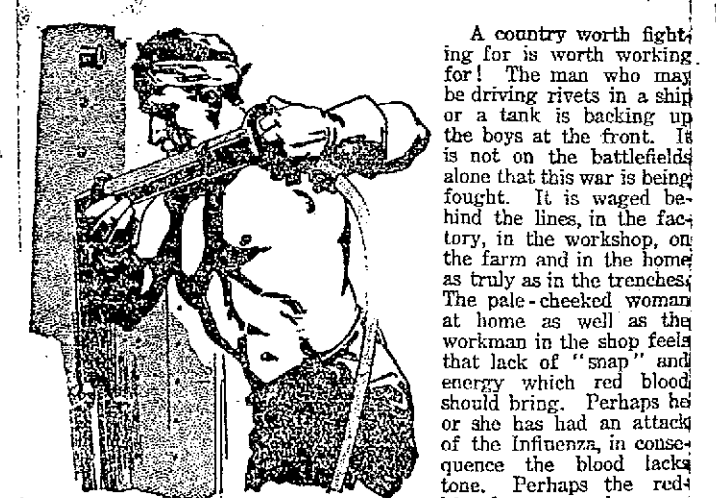 A country worth fight-
ing for is worth working
for! The man who may
be driving rivets in a ship
or a tank is backing up
the boys at the front. It
is not on the battlefields
alone that this war is being
fought. It is waged be-
hind the lines, in the fac-
tory, in the workshop, on
the farm and in the home
as truly as in the trenches.
The pale-cheeked woman
at home as well as the
workman in the shop feels
that lack of "snap" and
energy which red blood
should bring. Perhaps he
or she has had an attack
of the Influenza, in conse-
quence the blood lacks
tone. Perhaps the red-